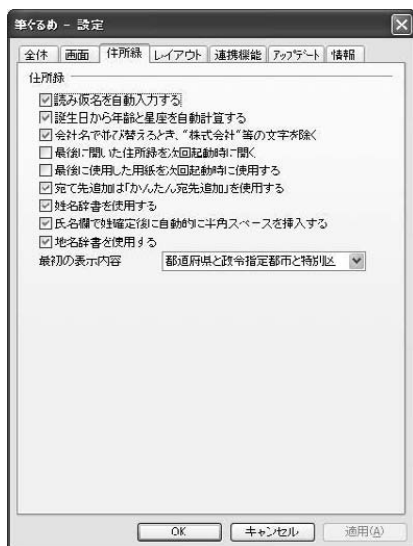 筆ぐるめ - 設定
全体 画面 住所録 レイアウト 連携機能 アップデート 情報
住所録
読み仮名を自動入力する
誕生日から年齢と星座を自動計算する
会社名で並び替えるとき、"株式会社"等の文字を除く
最後に開いた住所録を次回起動時に開く
最後に使用した用紙を次回起動時に使用する
宛て先追加は「かんたん宛先追加」を使用する
姓名辞書を使用する
氏名欄で姓確定後に自動的に半角スペースを挿入する
地名辞書を使用する
最初の表示内容 都道府県と政令指定都市と特別区
OK キャンセル 適用(A)